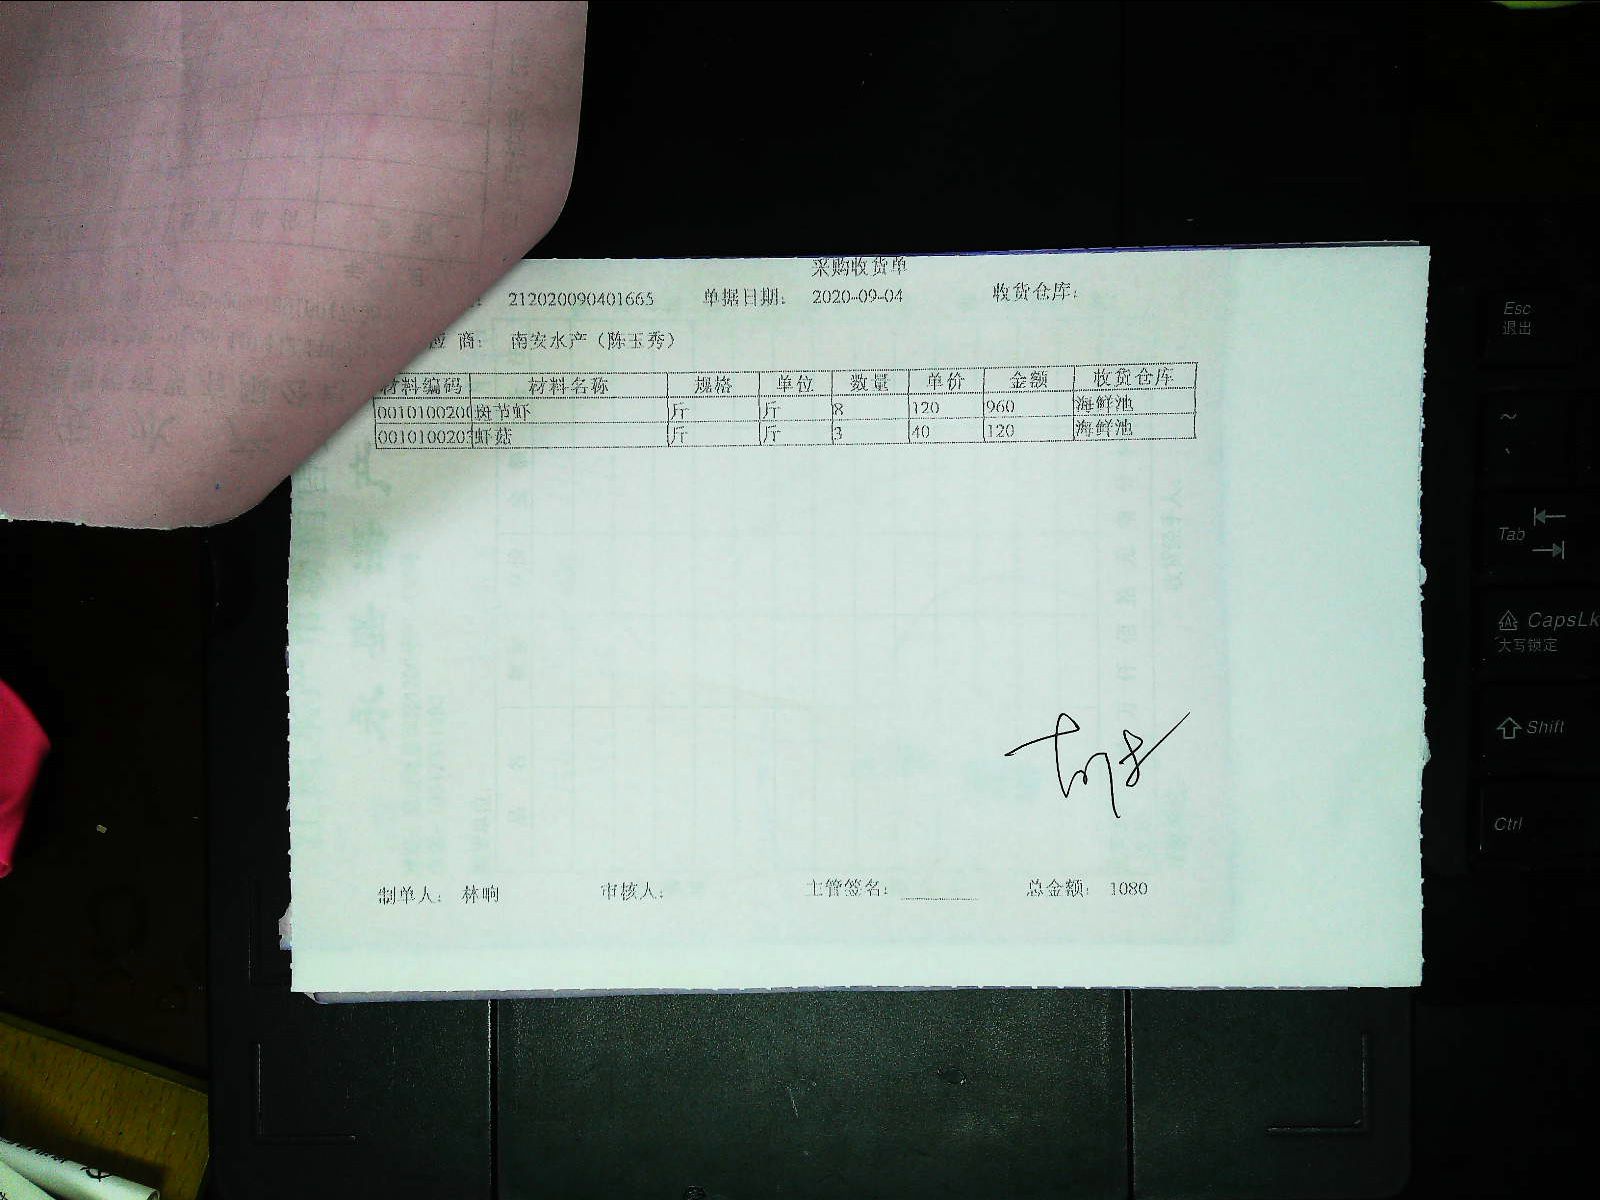 采购收货单
212020090401665 单据日期: 2020-09-04 收货仓库:
应 商: 南安水产(陈玉秀)
材料编码 材料名称 规格 单位 数量 单价 金额 收货仓库
0010100200 斑节虾 斤 斤 8 120 960 海鲜池
001010020 虾菇 斤 斤 3 40 120 海鲜池
制单人: 林响 审核人: 主管签名: 总金额: 1080
Esc
退出
~
Tab
CapsLk
大写锁定
Shift
Ctrl